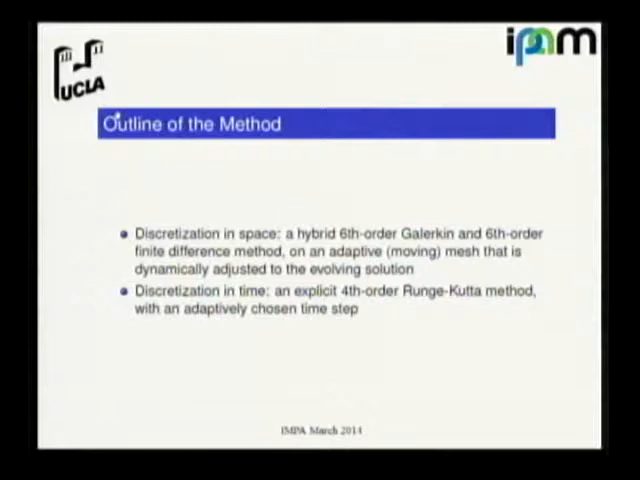 UCLA
ipam
Outline of the Method
Discretization in space: a hybrid 6th-order Galerkin and 6th-order
finite difference method, on an adaptive (moving) mesh that is
dynamically adjusted to the evolving solution
Discretization in time: an explicit 4th-order Runge-Kutta method,
with an adaptively chosen time step
IMPA March 2014